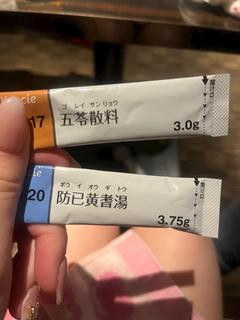 17
ゴ レイ サン リョウ
五苓散料
3.0g
20
ボウ イ オウ ギ トウ
防已黄耆湯
3.75g